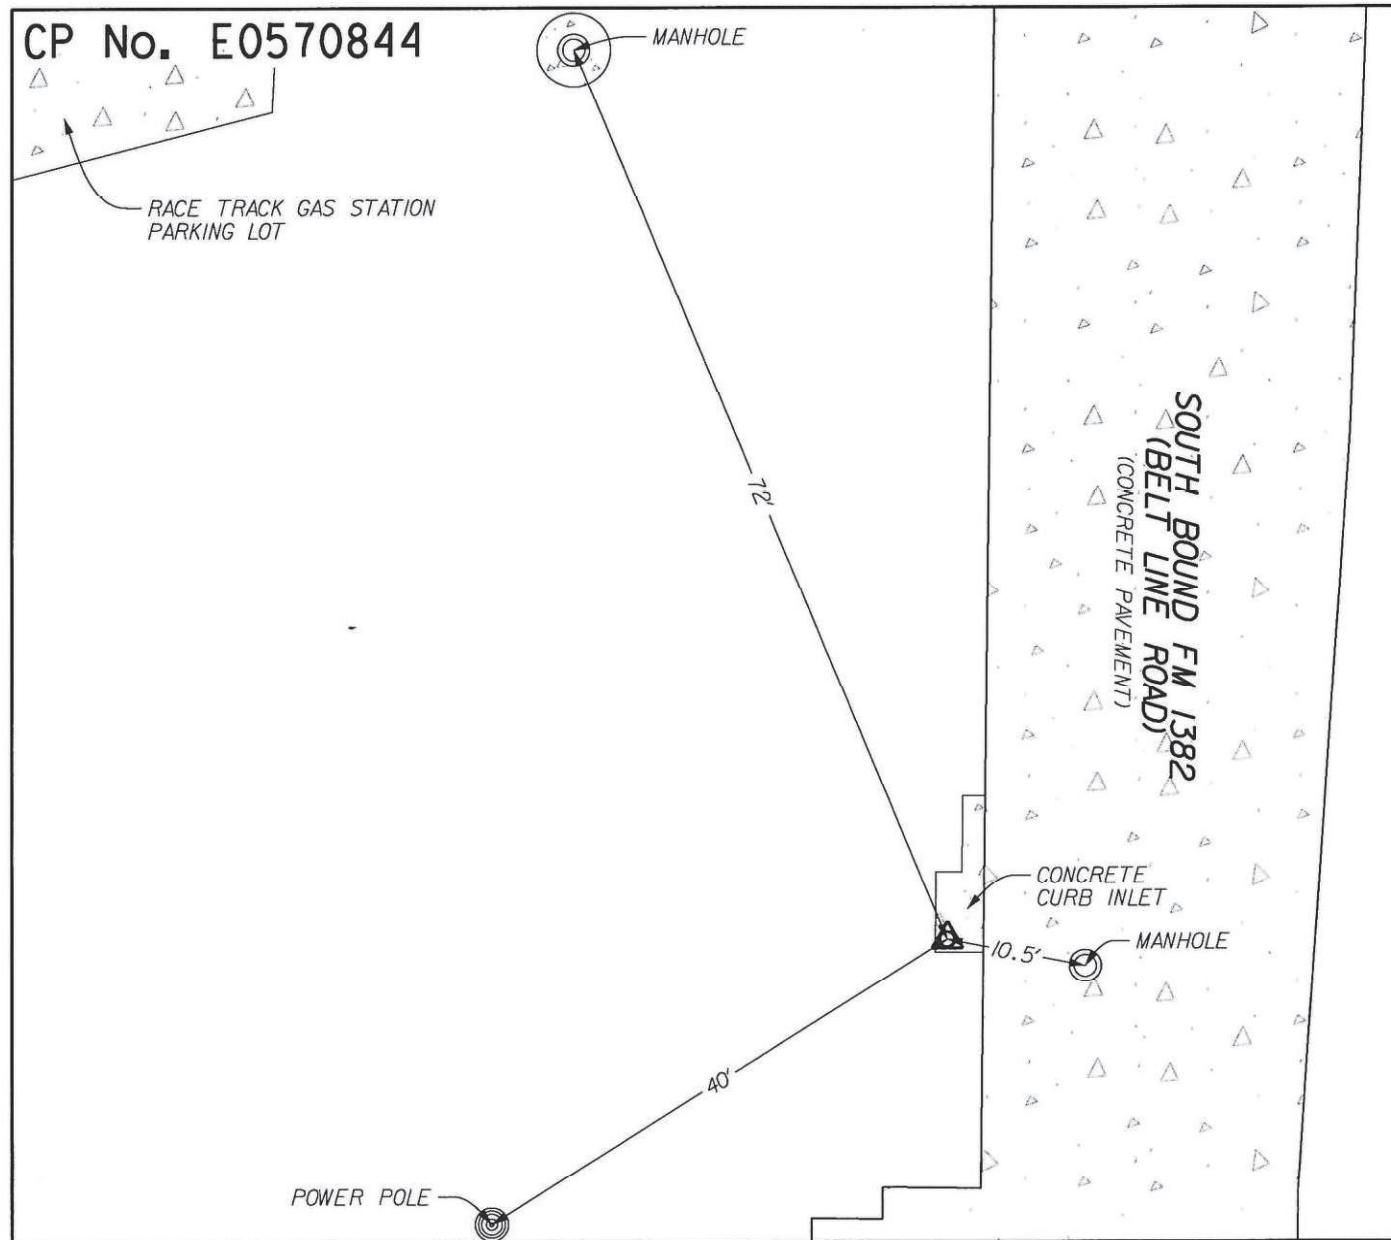 CP No. E0570844
MANHOLE
RACE TRACK GAS STATION
PARKING LOT
72'
SOUTH BOUND FM 1382
(BELT LINE ROAD)
(CONCRETE PAVEMENT)
CONCRETE
CURB INLET
MANHOLE
10.5'
40'
POWER POLE